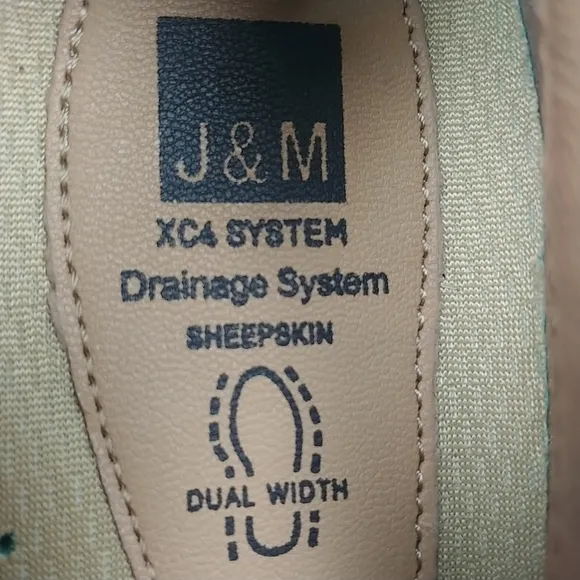 J&M
XC4 SYSTEM
Drainage System
SHEEPSKIN
DUAL WIDTH